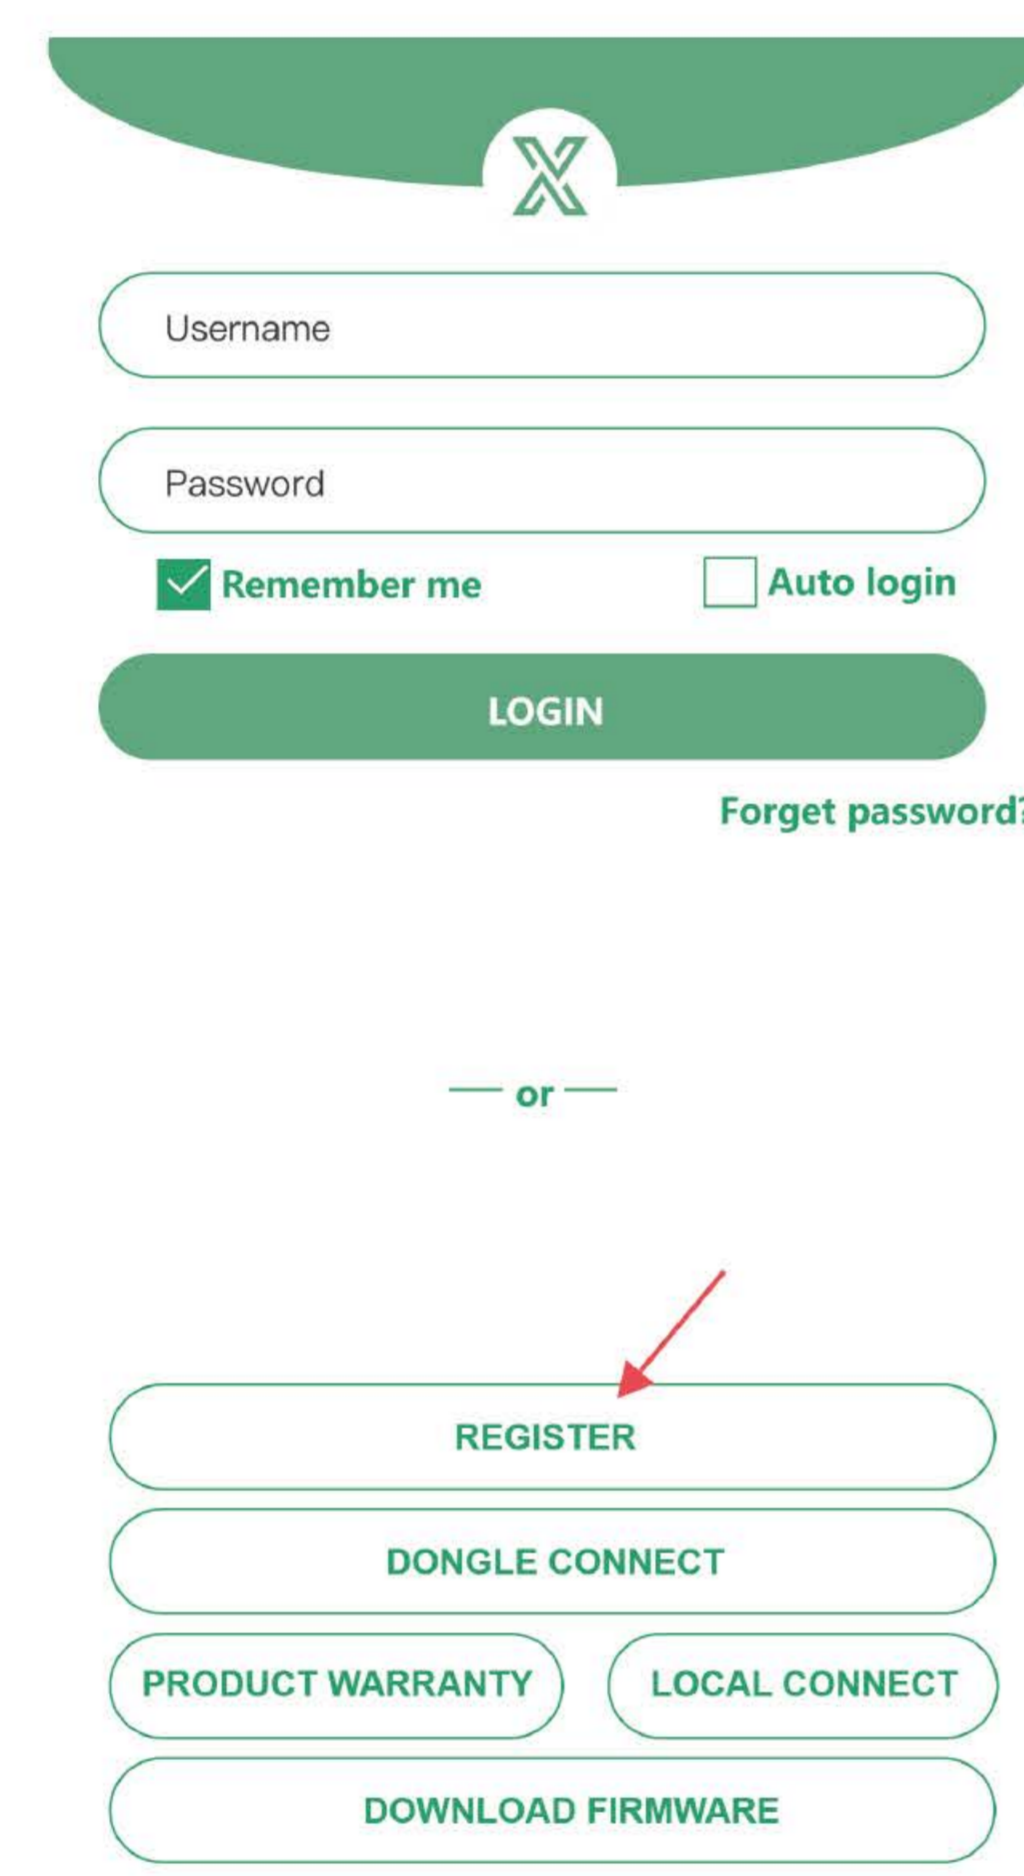 Username
Password
Remember me Auto login
LOGIN
Forget password?
or
REGISTER
DONGLE CONNECT
PRODUCT WARRANTY LOCAL CONNECT
DOWNLOAD FIRMWARE